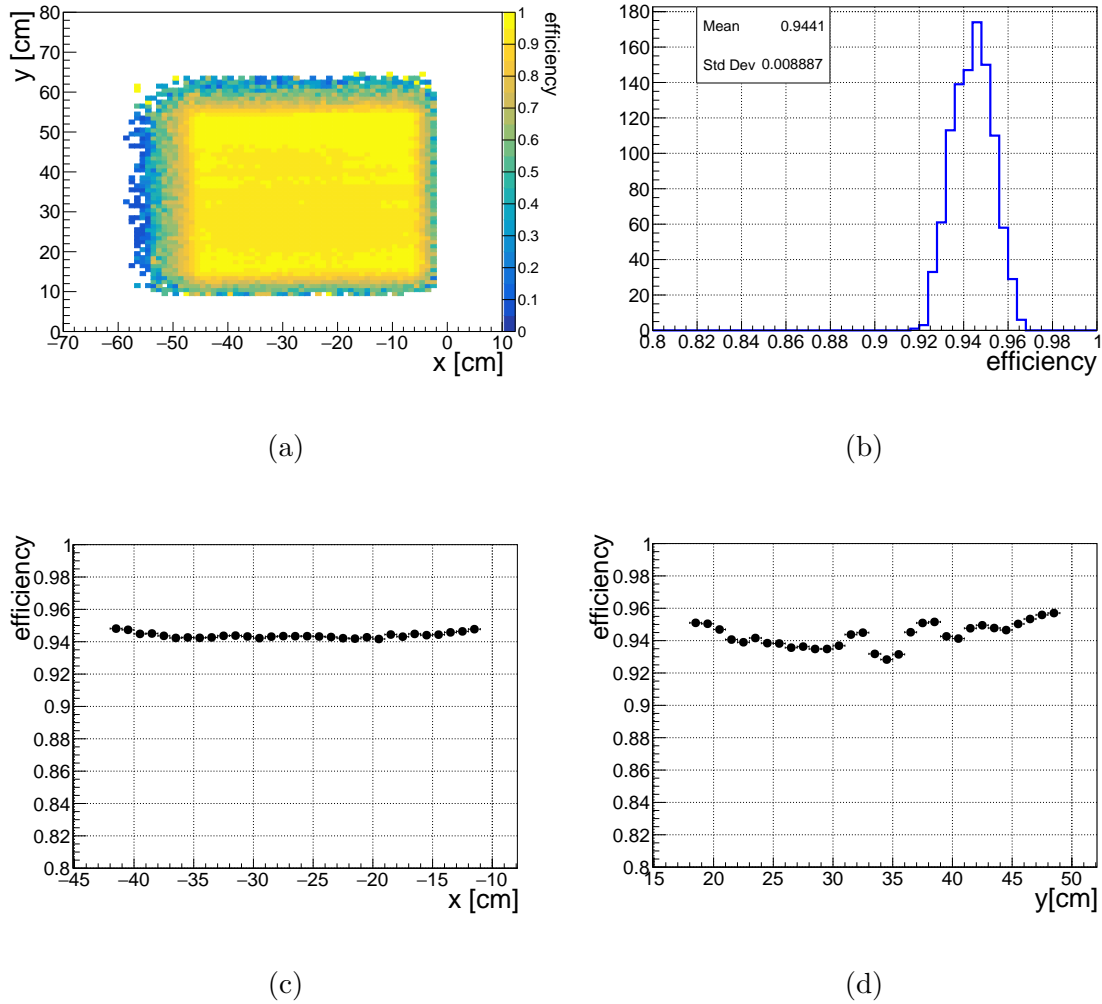 y [cm]
80
70
60
50
40
30
20
10
0
−70 −60 −50 −40 −30 −20 −10 0 10
x [cm]
efficiency
1
0.9
0.8
0.7
0.6
0.5
0.4
0.3
0.2
0.1
0
(a)
Mean 0.9441
Std Dev 0.008887
180
160
140
120
100
80
60
40
20
0
0.8 0.82 0.84 0.86 0.88 0.9 0.92 0.94 0.96 0.98 1
efficiency
(b)
efficiency
1
0.98
0.96
0.94
0.92
0.9
0.88
0.86
0.84
0.82
0.8
−45 −40 −35 −30 −25 −20 −15 −10
x [cm]
(c)
efficiency
1
0.98
0.96
0.94
0.92
0.9
0.88
0.86
0.84
0.82
0.8
15 20 25 30 35 40 45 50
y[cm]
(d)